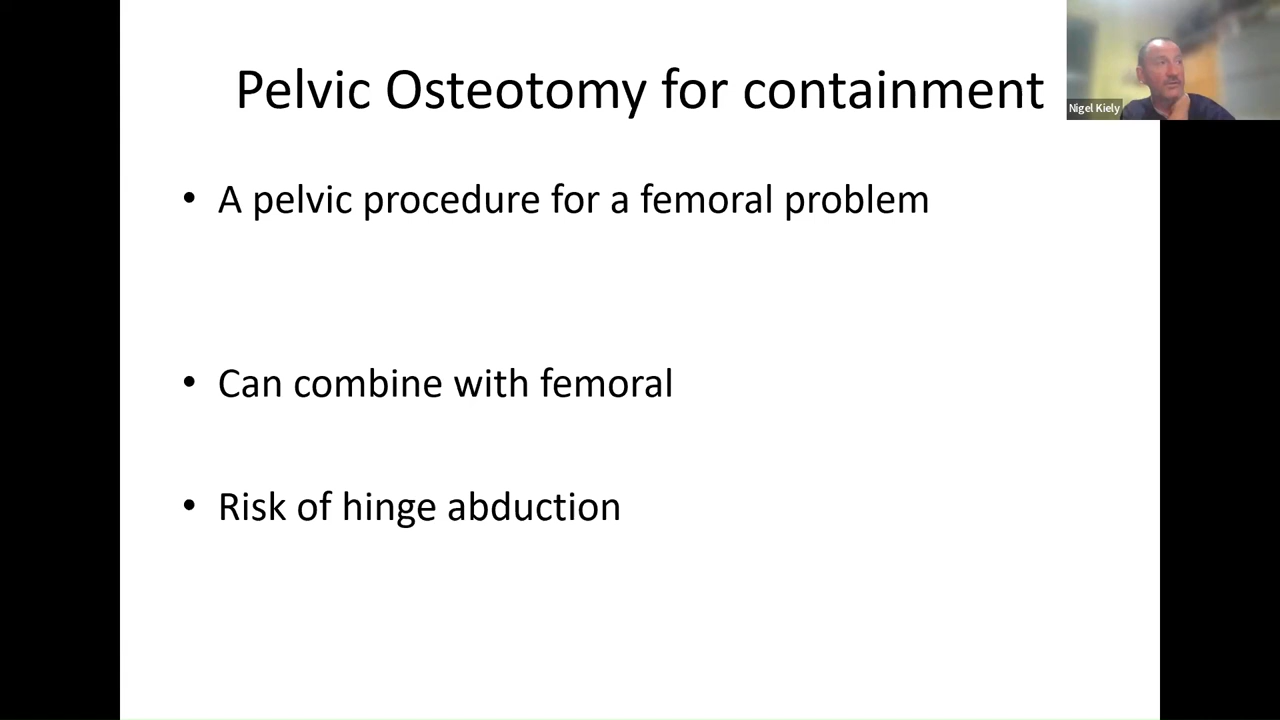 Pelvic Osteotomy for containment
Nigel Kiely
• A pelvic procedure for a femoral problem
• Can combine with femoral
• Risk of hinge abduction